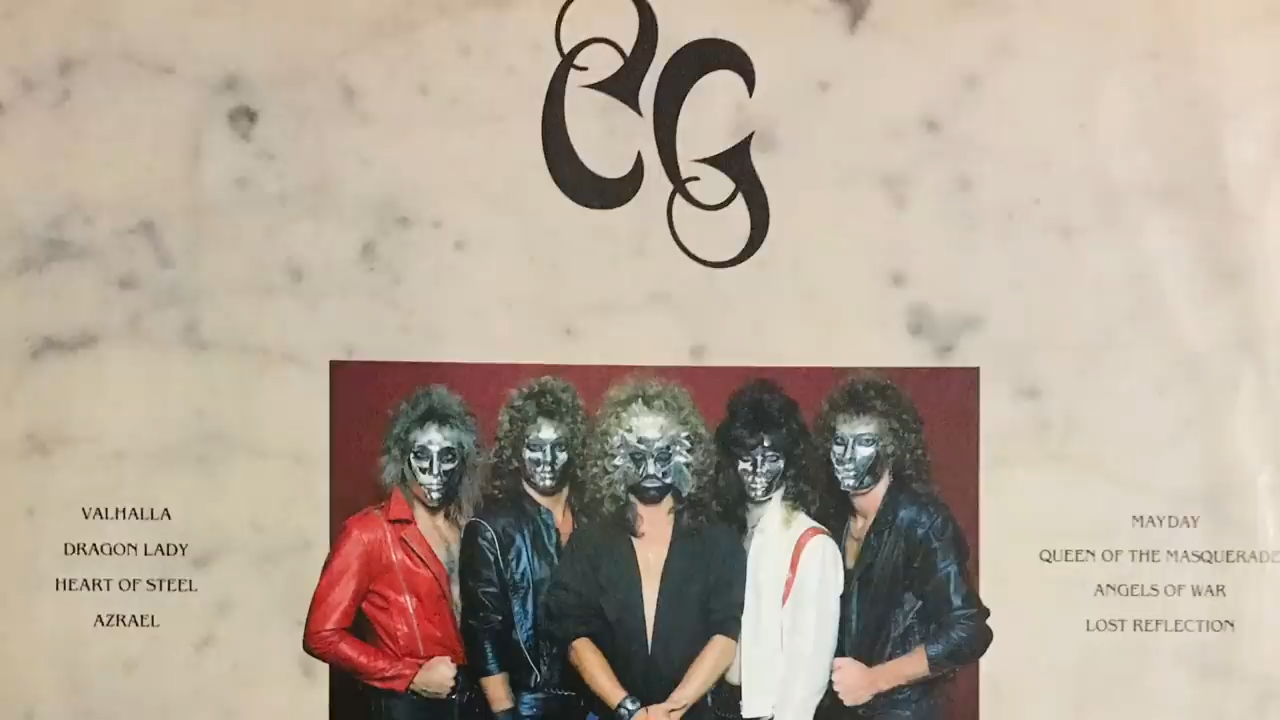 CG
VALHALLA
DRAGON LADY
HEART OF STEEL
AZRAEL
MAYDAY
QUEEN OF THE MASQUERADE
ANGELS OF WAR
LOST REFLECTION